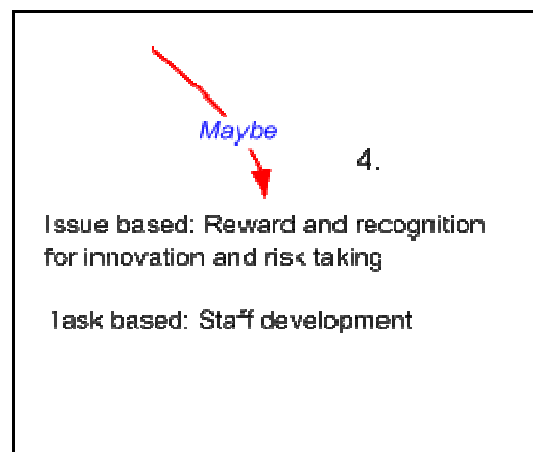 Maybe
4.
Issue based: Reward and recognition
for innovation and risk taking
Task based: Staff development